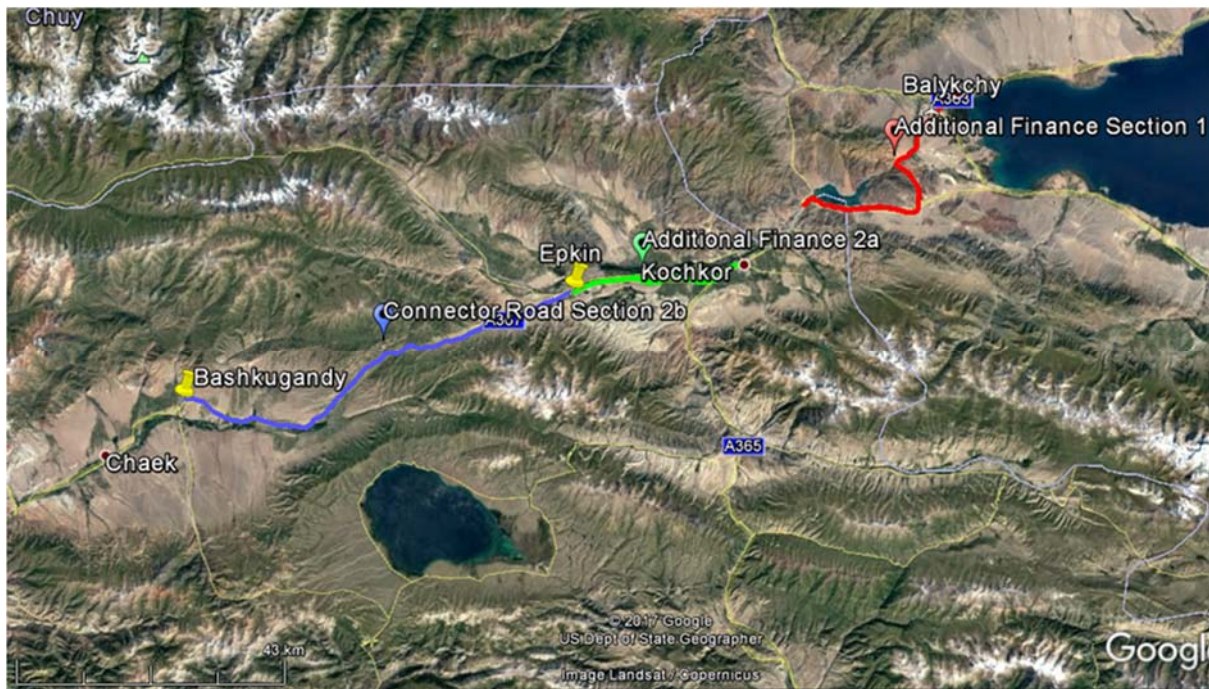 Chuy
Balykchy
A363
Additional Finance Section 1
Additional Finance 2a
Epkin
Kochkor
Connector Road Section 2b
A367
Bashkugandy
A365
Chaek
© 2017 Google
US Dept of State Geographer
43 km
Image Landsat / Copernicus
Google